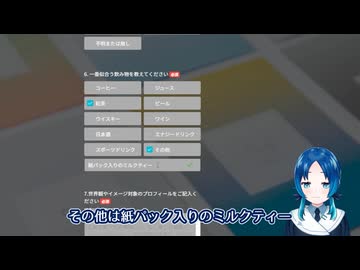 不明または無し
6. 一番似合う飲み物を教えてください 必須
コーヒー
ジュース
紅茶
ビール
ウイスキー
ワイン
日本酒
エナジードリンク
スポーツドリンク
その他
紙パック入りのミルクティー
7. 世界観やイメージ対象のプロフィールをご記入く
ださい 必須
その他は紙パック入りのミルクティー